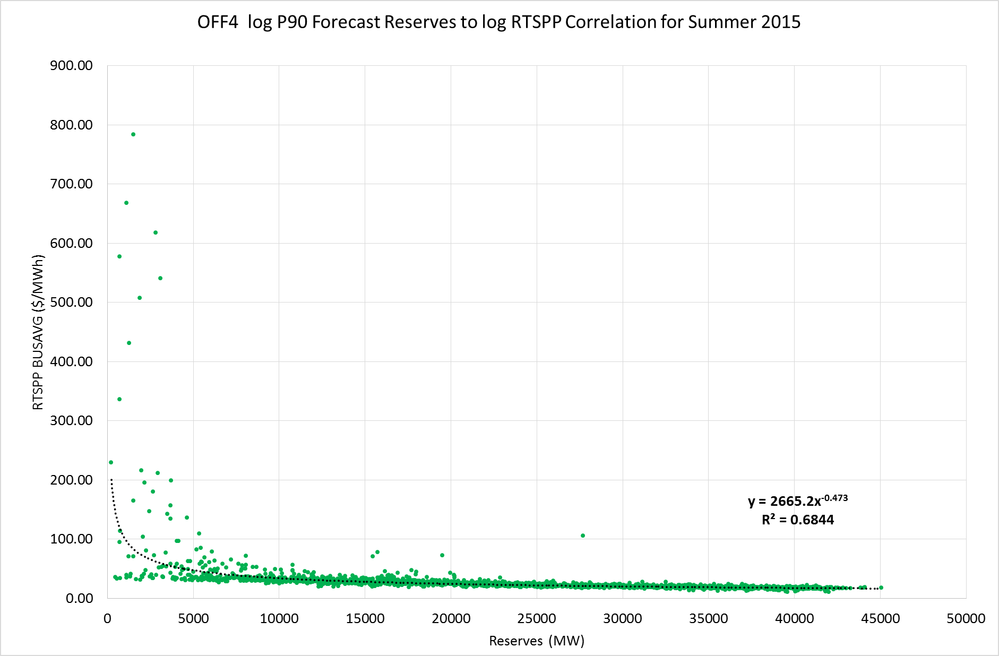 OFF4  log P90 Forecast Reserves to log RTSPP Correlation for Summer 2015
900.00
800.00
700.00
600.00
500.00
400.00
300.00
200.00
100.00
0.00
RTSPP BUSAVG ($/MWh)
y = 2665.2x^-0.473
R² = 0.6844
0 5000 10000 15000 20000 25000 30000 35000 40000 45000 50000
Reserves (MW)